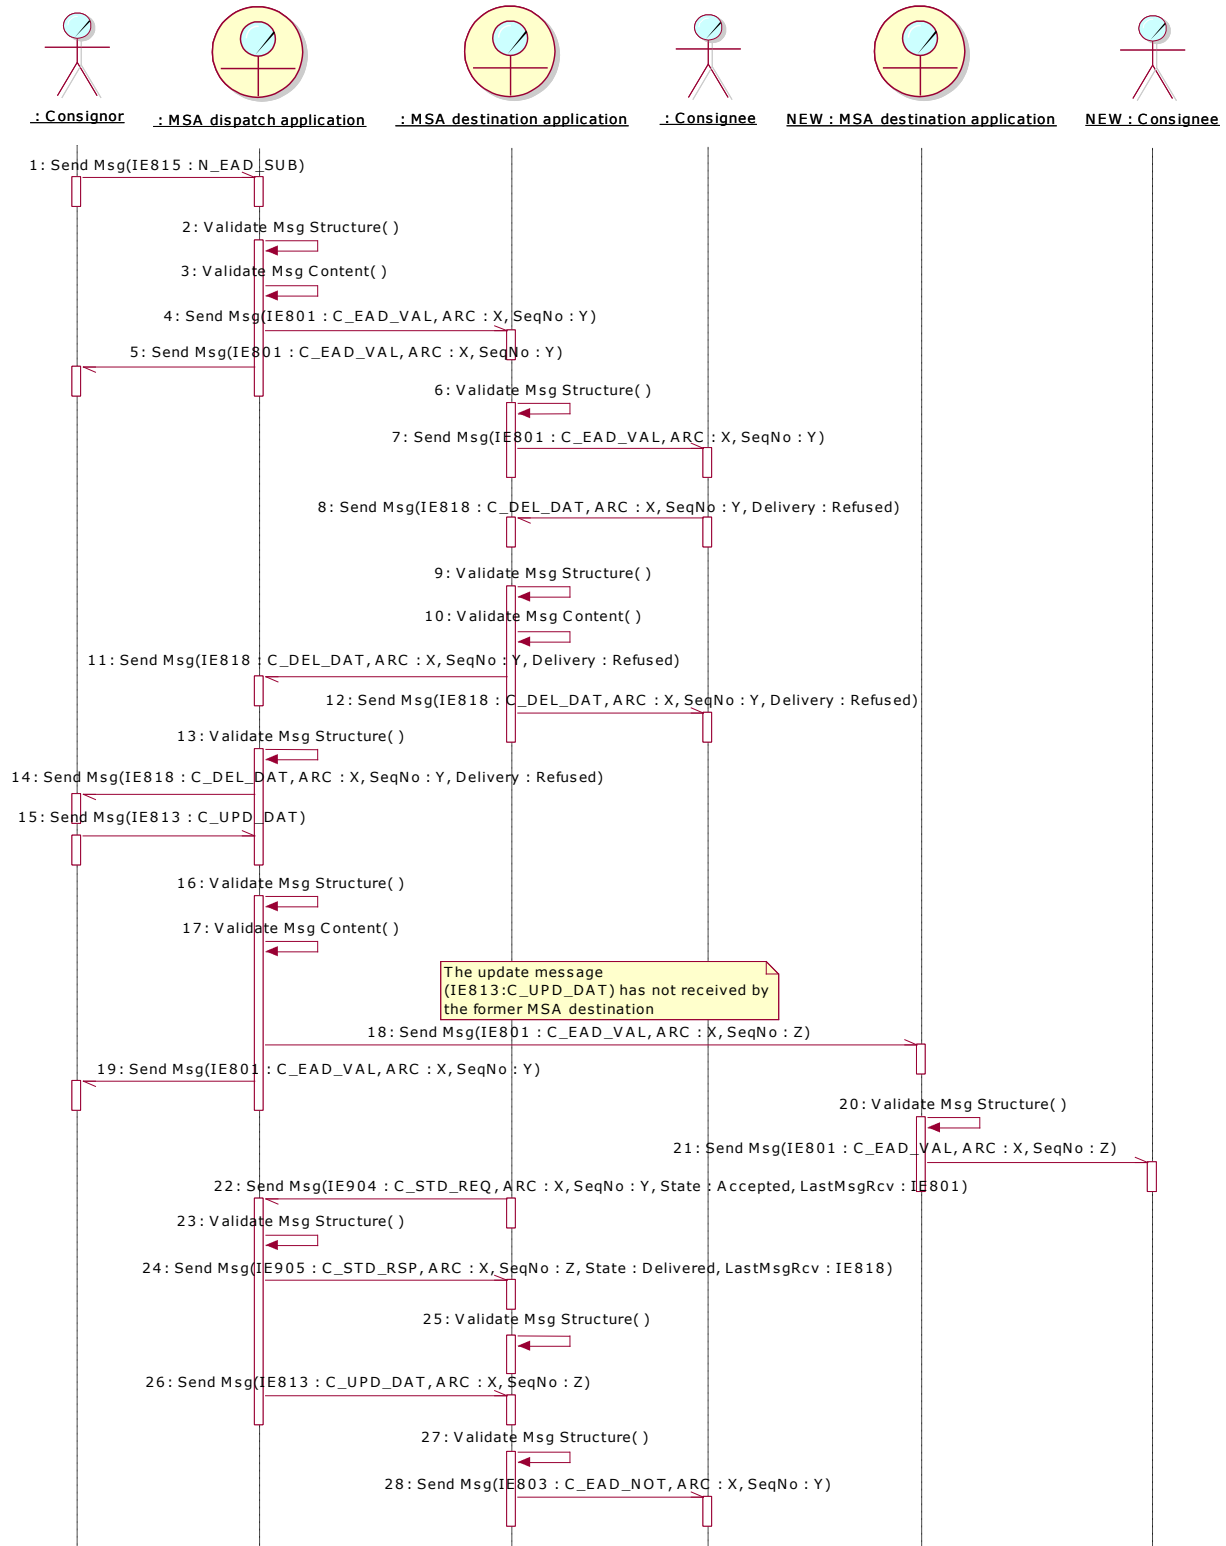 : Consignor
: MSA dispatch application
: MSA destination application
: Consignee
NEW : MSA destination application
NEW : Consignee
1: Send Msg(IE815 : N_EAD_SUB)
2: Validate Msg Structure( )
3: Validate Msg Content( )
4: Send Msg(IE801 : C_EAD_VAL, ARC : X, SeqNo : Y)
5: Send Msg(IE801 : C_EAD_VAL, ARC : X, SeqNo : Y)
6: Validate Msg Structure( )
7: Send Msg(IE801 : C_EAD_VAL, ARC : X, SeqNo : Y)
8: Send Msg(IE818 : C_DEL_DAT, ARC : X, SeqNo : Y, Delivery : Refused)
9: Validate Msg Structure( )
10: Validate Msg Content( )
11: Send Msg(IE818 : C_DEL_DAT, ARC : X, SeqNo : Y, Delivery : Refused)
12: Send Msg(IE818 : C_DEL_DAT, ARC : X, SeqNo : Y, Delivery : Refused)
13: Validate Msg Structure( )
14: Send Msg(IE818 : C_DEL_DAT, ARC : X, SeqNo : Y, Delivery : Refused)
15: Send Msg(IE813 : C_UPD_DAT)
16: Validate Msg Structure( )
17: Validate Msg Content( )
The update message
(IE813:C_UPD_DAT) has not received by
the former MSA destination
18: Send Msg(IE801 : C_EAD_VAL, ARC : X, SeqNo : Z)
19: Send Msg(IE801 : C_EAD_VAL, ARC : X, SeqNo : Y)
20: Validate Msg Structure( )
21: Send Msg(IE801 : C_EAD_VAL, ARC : X, SeqNo : Z)
22: Send Msg(IE904 : C_STD_REQ, ARC : X, SeqNo : Y, State : Accepted, LastMsgRcv : IE801)
23: Validate Msg Structure( )
24: Send Msg(IE905 : C_STD_RSP, ARC : X, SeqNo : Z, State : Delivered, LastMsgRcv : IE818)
25: Validate Msg Structure( )
26: Send Msg(IE813 : C_UPD_DAT, ARC : X, SeqNo : Z)
27: Validate Msg Structure( )
28: Send Msg(IE803 : C_EAD_NOT, ARC : X, SeqNo : Y)